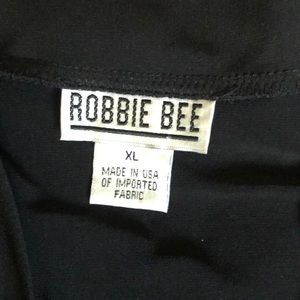 ROBBIE BEE
XL
MADE IN USA
OF IMPORTED
FABRIC